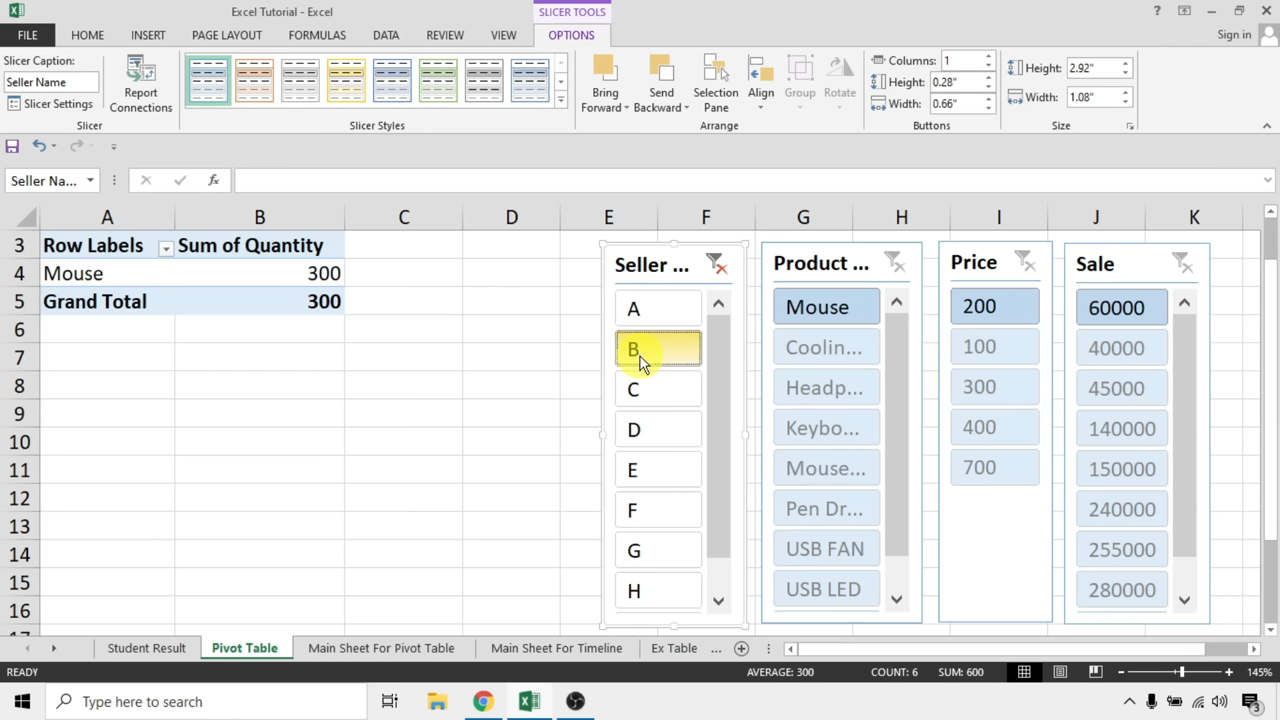 Excel Tutorial - Excel
SLICER TOOLS
?
FILE
HOME
INSERT
PAGE LAYOUT
FORMULAS
DATA
REVIEW
VIEW
OPTIONS
Sign in
Slicer Caption:
Seller Name
Slicer Settings
Report
Connections
Slicer
Slicer Styles
Bring
Forward
Send
Backward
Selection
Pane
Align
Group
Rotate
Arrange
Columns: 1
Height: 0.28"
Width: 0.66"
Buttons
Height: 2.92"
Width: 1.08"
Size
Seller Na...
fx
A B C D E F G H I J K
3 Row Labels Sum of Quantity
4 Mouse 300
5 Grand Total 300
6
7
8
9
10
11
12
13
14
15
16
17
Seller ...
A
B
C
D
E
F
G
H
Product ...
Mouse
Coolin...
Headp...
Keybo...
Mouse...
Pen Dr...
USB FAN
USB LED
Price
200
100
300
400
700
Sale
60000
40000
45000
140000
150000
240000
255000
280000
Student Result
Pivot Table
Main Sheet For Pivot Table
Main Sheet For Timeline
Ex Table ...
READY
AVERAGE: 300
COUNT: 6
SUM: 600
145%
Type here to search
3